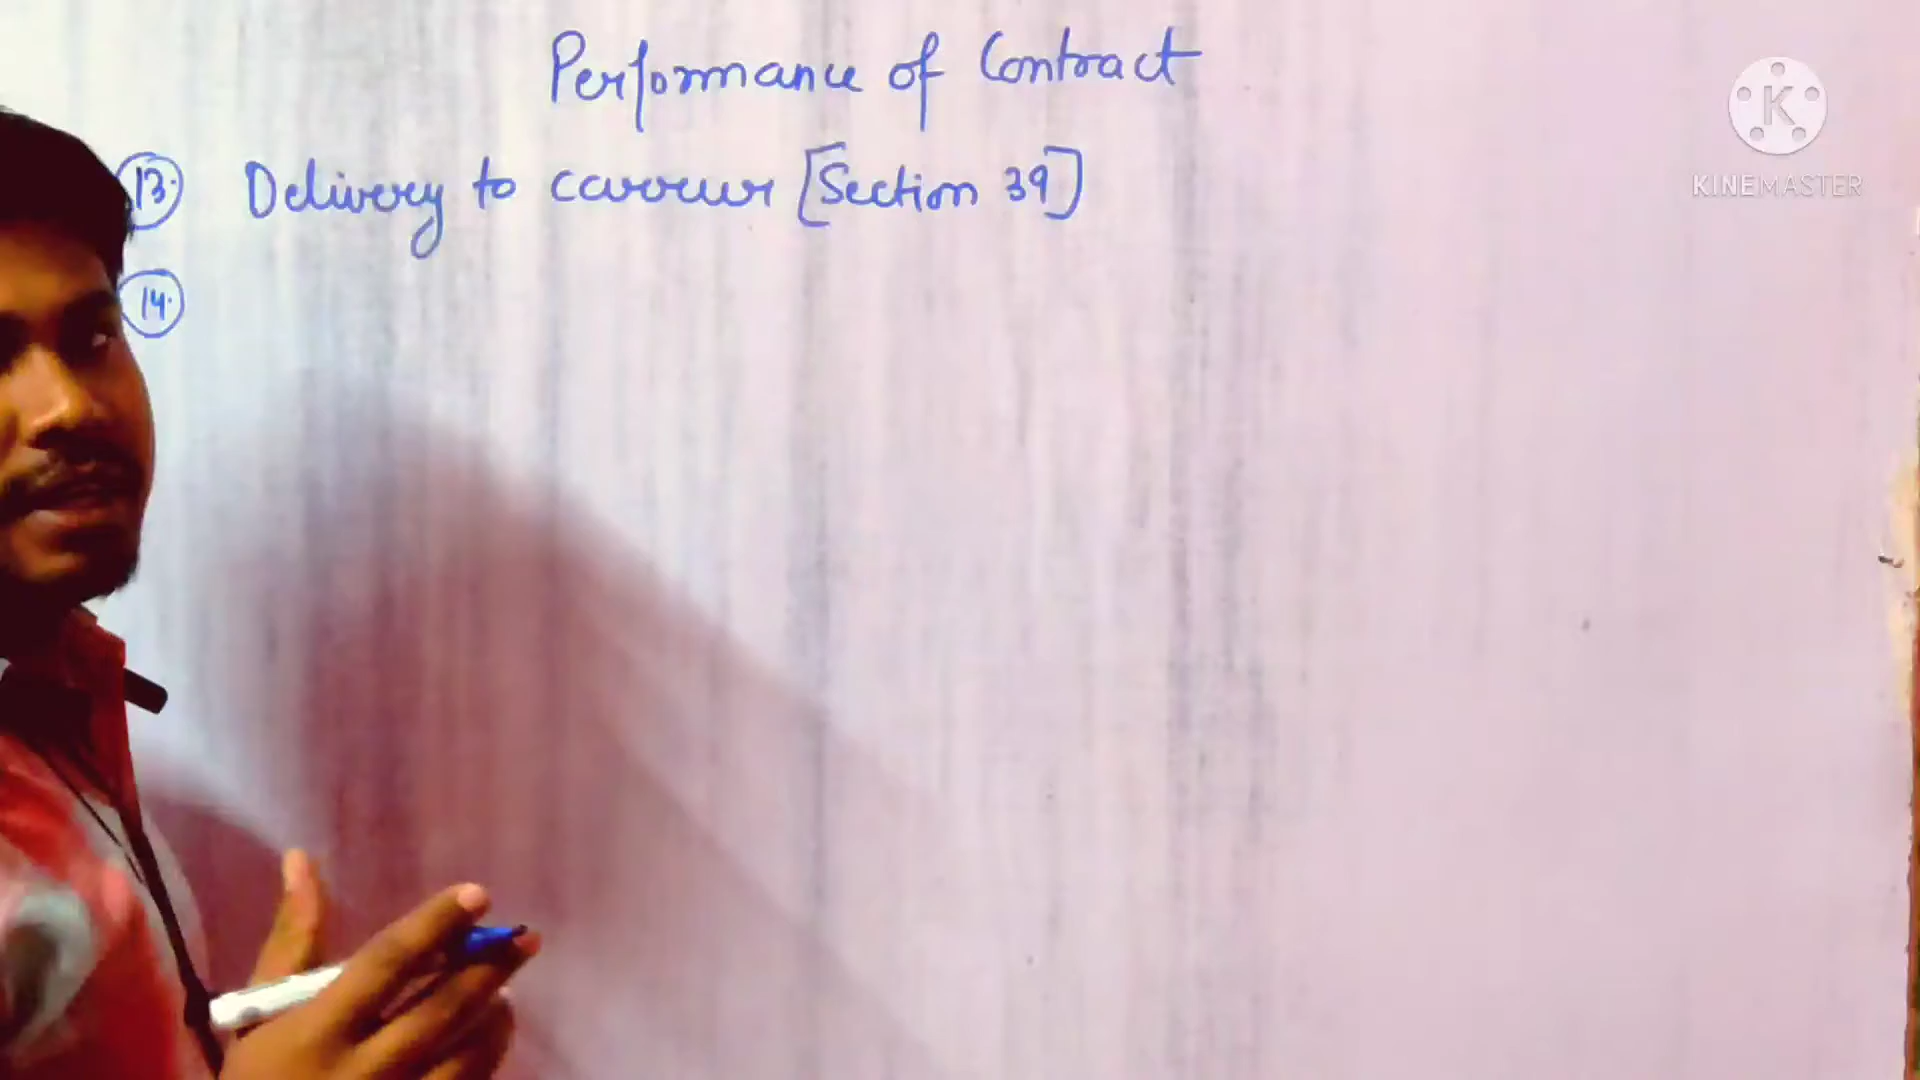 Performance of Contract
13. Delivery to carrier [Section 39]
14.
K
KINEMASTER